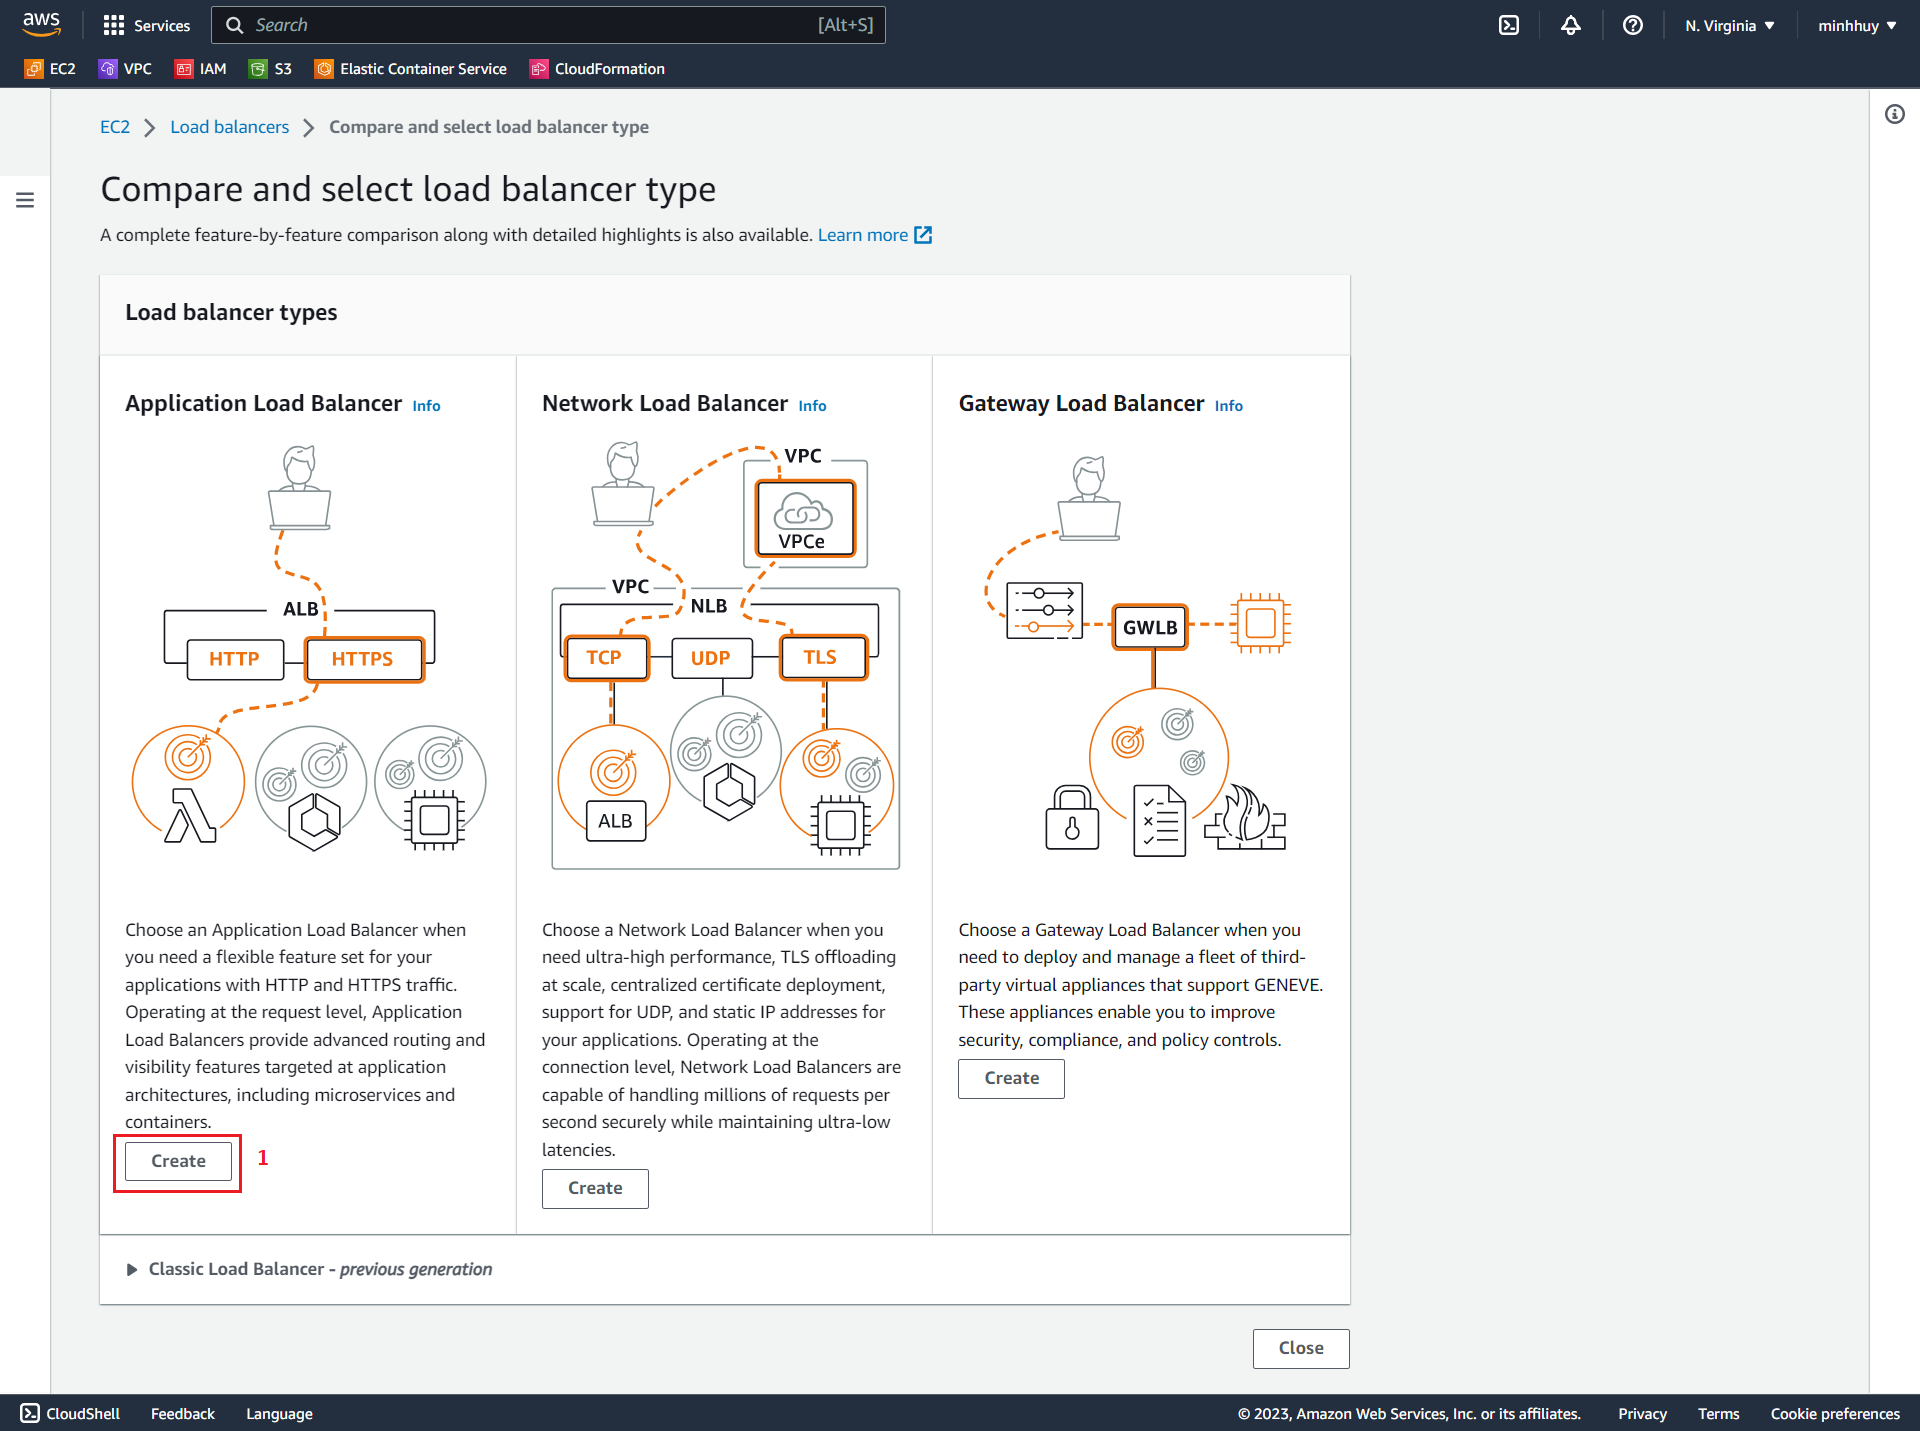 aws
Services
Search
[Alt+S]
N. Virginia
minhhuy
EC2
VPC
IAM
S3
Elastic Container Service
CloudFormation
EC2
Load balancers
Compare and select load balancer type
Compare and select load balancer type
A complete feature-by-feature comparison along with detailed highlights is also available. Learn more
Load balancer types
Application Load Balancer Info
ALB
HTTP
HTTPS
Choose an Application Load Balancer when
you need a flexible feature set for your
applications with HTTP and HTTPS traffic.
Operating at the request level, Application
Load Balancers provide advanced routing and
visibility features targeted at application
architectures, including microservices and
containers.
Create
1
Network Load Balancer Info
VPC
VPCe
VPC
NLB
TCP
UDP
TLS
ALB
Choose a Network Load Balancer when you
need ultra-high performance, TLS offloading
at scale, centralized certificate deployment,
support for UDP, and static IP addresses for
your applications. Operating at the
connection level, Network Load Balancers are
capable of handling millions of requests per
second securely while maintaining ultra-low
latencies.
Create
Gateway Load Balancer Info
GWLB
Choose a Gateway Load Balancer when you
need to deploy and manage a fleet of third-
party virtual appliances that support GENEVE.
These appliances enable you to improve
security, compliance, and policy controls.
Create
Classic Load Balancer - previous generation
Close
CloudShell
Feedback
Language
© 2023, Amazon Web Services, Inc. or its affiliates.
Privacy
Terms
Cookie preferences